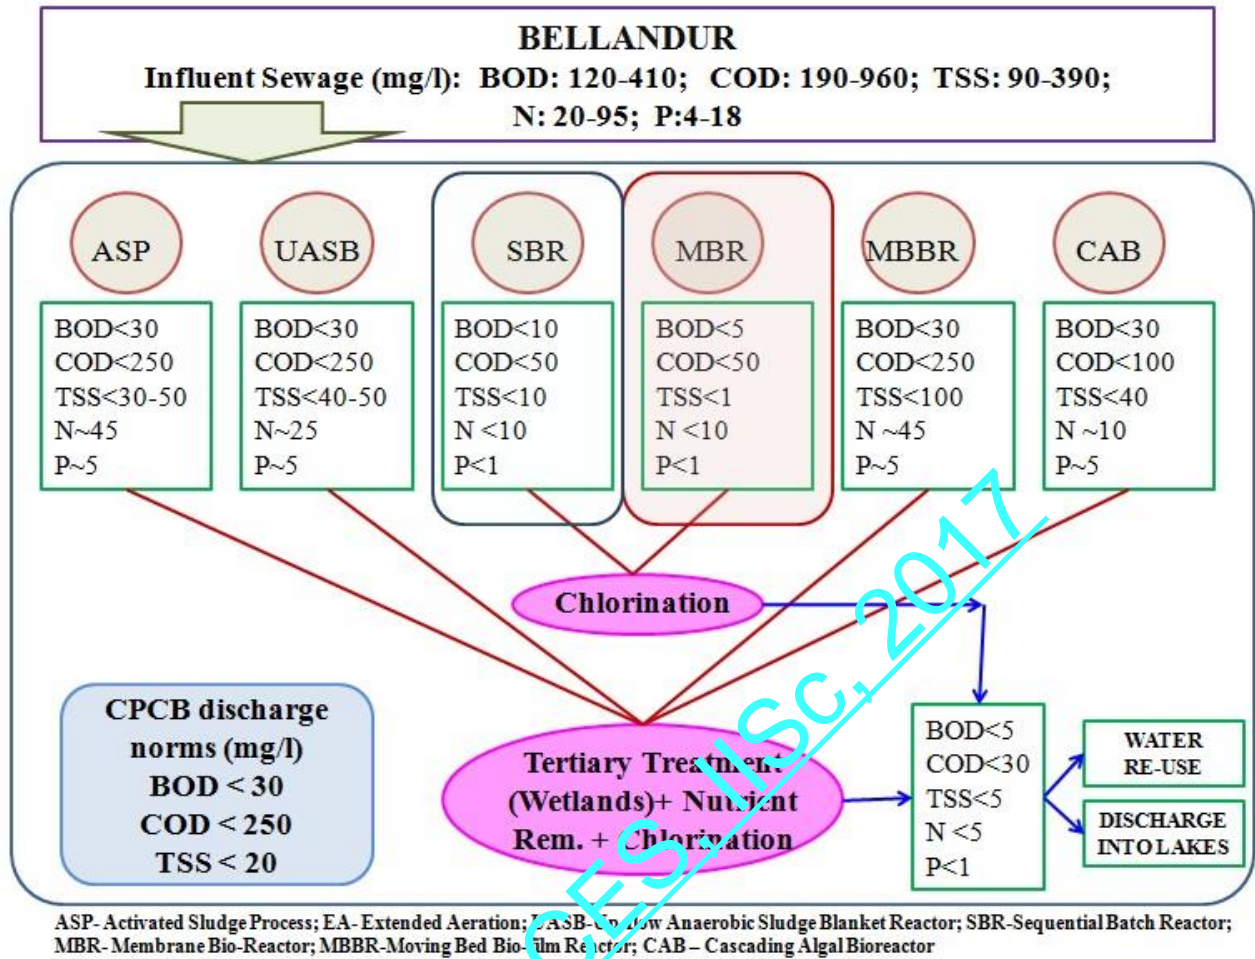 BELLANDUR
Influent Sewage (mg/l): BOD: 120-410; COD: 190-960; TSS: 90-390;
N: 20-95; P:4-18
ASP
BOD<30
COD<250
TSS<30-50
N~45
P~5
UASB
BOD<30
COD<250
TSS<40-50
N~25
P~5
SBR
BOD<10
COD<50
TSS<10
N <10
P<1
MBR
BOD<5
COD<50
TSS<1
N <10
P<1
MBBR
BOD<30
COD<250
TSS<100
N ~45
P~5
CAB
BOD<30
COD<100
TSS<40
N ~10
P~5
Chlorination
CPCB discharge
norms (mg/l)
BOD < 30
COD < 250
TSS < 20
Tertiary Treatment
(Wetlands)+ Nutrient
Rem. + Chlorination
BOD<5
COD<30
TSS<5
N <5
P<1
WATER
RE-USE
DISCHARGE
INTO LAKES
CES, IISc, 2017
ASP- Activated Sludge Process; EA- Extended Aeration; UASB-Up flow Anaerobic Sludge Blanket Reactor; SBR-Sequential Batch Reactor;
MBR- Membrane Bio-Reactor; MBBR-Moving Bed Bio-film Reactor; CAB – Cascading Algal Bioreactor